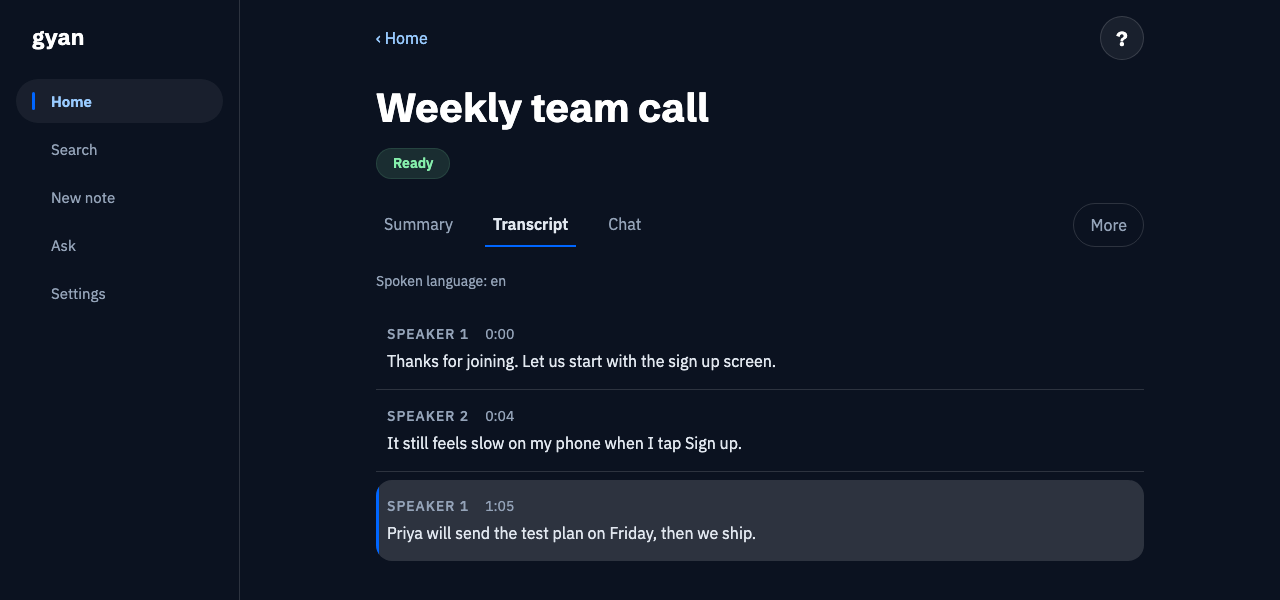 gyan
Home
Search
New note
Ask
Settings
‹ Home
?
Weekly team call
Ready
Summary Transcript Chat More
Spoken language: en
SPEAKER 1 0:00
Thanks for joining. Let us start with the sign up screen.
SPEAKER 2 0:04
It still feels slow on my phone when I tap Sign up.
SPEAKER 1 1:05
Priya will send the test plan on Friday, then we ship.